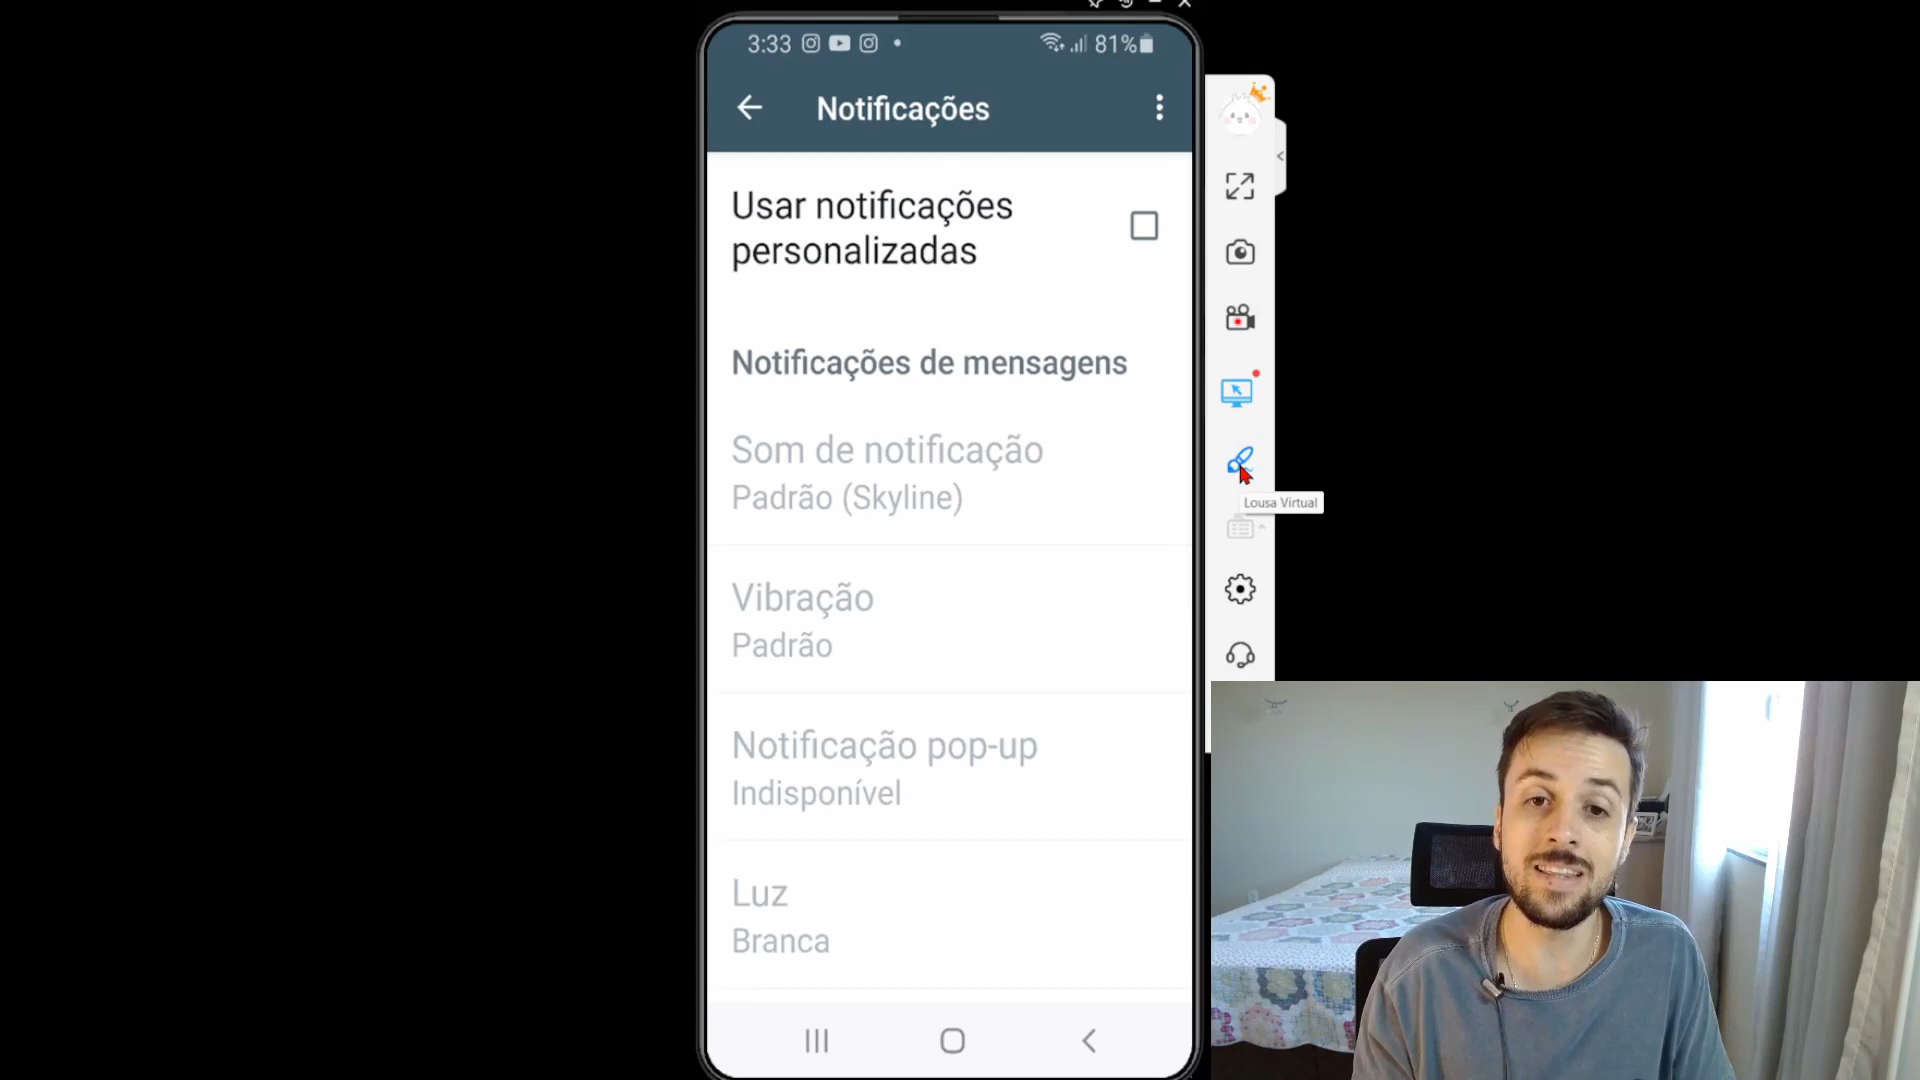 3:33
81%
Notificações
Usar notificações
personalizadas
Notificações de mensagens
Som de notificação
Padrão (Skyline)
Lousa Virtual
Vibração
Padrão
Notificação pop-up
Indisponível
Luz
Branca